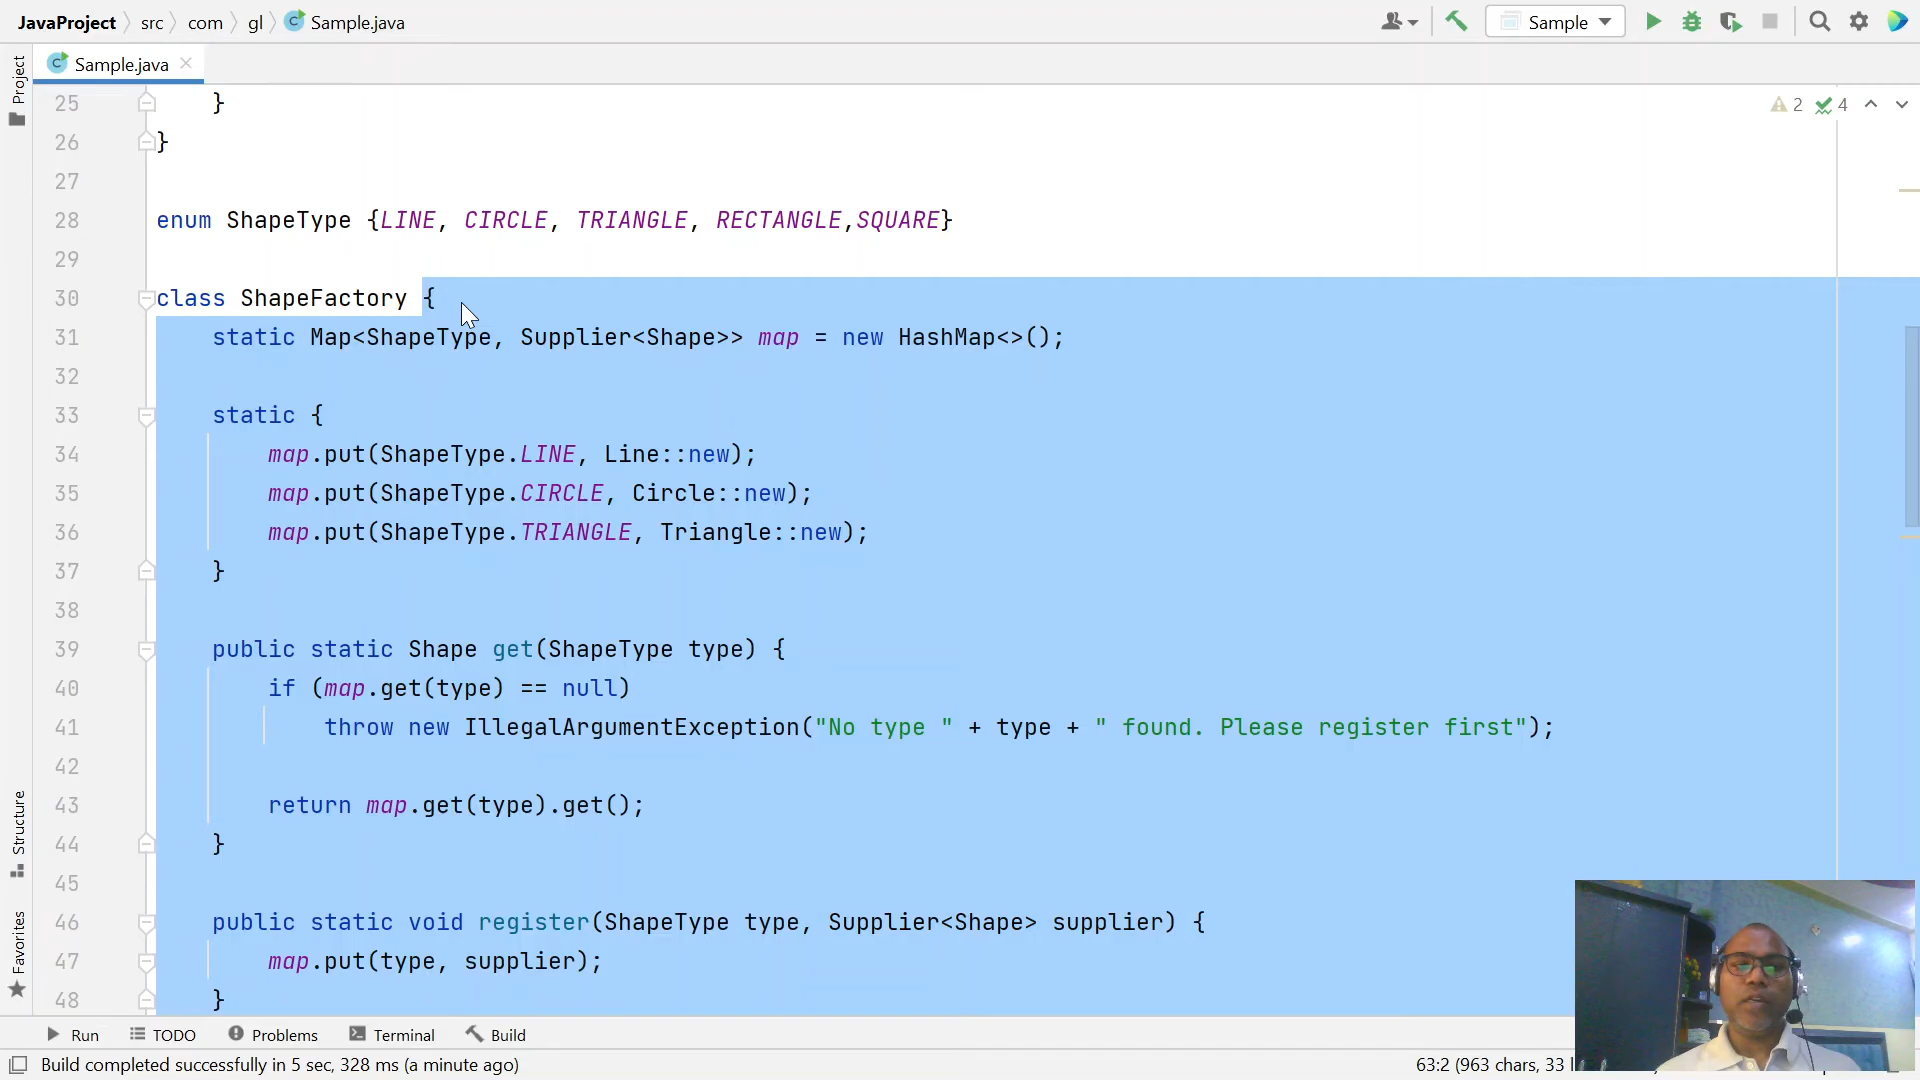 JavaProject src com gl Sample.java Sample
Sample.java
Project
2 4
25 }
26 }
27
28 enum ShapeType {LINE, CIRCLE, TRIANGLE, RECTANGLE,SQUARE}
29
30 class ShapeFactory {
31 static Map<ShapeType, Supplier<Shape>> map = new HashMap<>();
32
33 static {
34 map.put(ShapeType.LINE, Line::new);
35 map.put(ShapeType.CIRCLE, Circle::new);
36 map.put(ShapeType.TRIANGLE, Triangle::new);
37 }
38
39 public static Shape get(ShapeType type) {
40 if (map.get(type) == null)
41 throw new IllegalArgumentException("No type " + type + " found. Please register first");
42
43 return map.get(type).get();
44 }
45
46 public static void register(ShapeType type, Supplier<Shape> supplier) {
47 map.put(type, supplier);
48 }
Structure
Favorites
Run TODO Problems Terminal Build
Build completed successfully in 5 sec, 328 ms (a minute ago) 63:2 (963 chars, 33